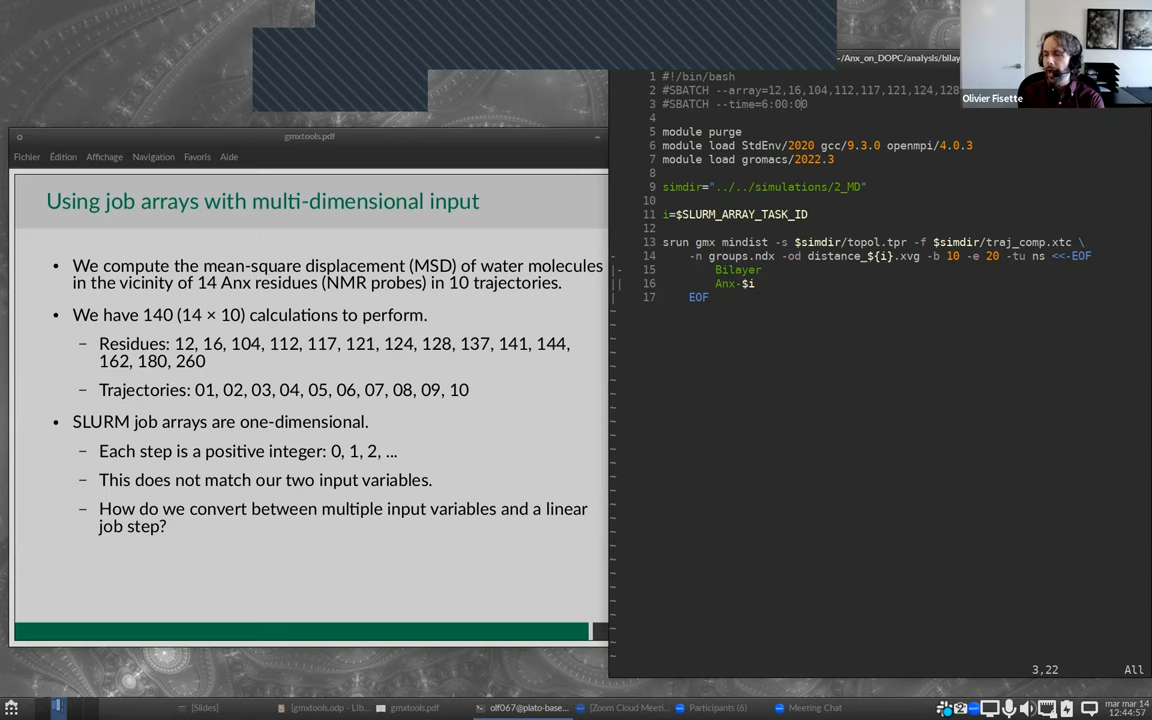 gmxtools.pdf
Fichier Édition Affichage Navigation Favoris Aide
Using job arrays with multi-dimensional input
• We compute the mean-square displacement (MSD) of water molecules
in the vicinity of 14 Anx residues (NMR probes) in 10 trajectories.
• We have 140 (14 × 10) calculations to perform.
– Residues: 12, 16, 104, 112, 117, 121, 124, 128, 137, 141, 144,
162, 180, 260
– Trajectories: 01, 02, 03, 04, 05, 06, 07, 08, 09, 10
• SLURM job arrays are one-dimensional.
– Each step is a positive integer: 0, 1, 2, ...
– This does not match our two input variables.
– How do we convert between multiple input variables and a linear
job step?
~/Anx_on_DOPC/analysis/bilay
1 #!/bin/bash
2 #SBATCH --array=12,16,104,112,117,121,124,128
3 #SBATCH --time=6:00:00
4
5 module purge
6 module load StdEnv/2020 gcc/9.3.0 openmpi/4.0.3
7 module load gromacs/2022.3
8
9 simdir="../../simulations/2_MD"
10
11 i=$SLURM_ARRAY_TASK_ID
12
13 srun gmx mindist -s $simdir/topol.tpr -f $simdir/traj_comp.xtc \
14 -n groups.ndx -od distance_${i}.xvg -b 10 -e 20 -tu ns <<-EOF
15 Bilayer
16 Anx-$i
17 EOF
3,22 All
Olivier Fisette
[Slides] [gmxtools.odp - Lib... gmxtools.pdf olf067@plato-base... [Zoom Cloud Meeti... Participants (6) Meeting Chat
2
mar mar 14
12:44:57